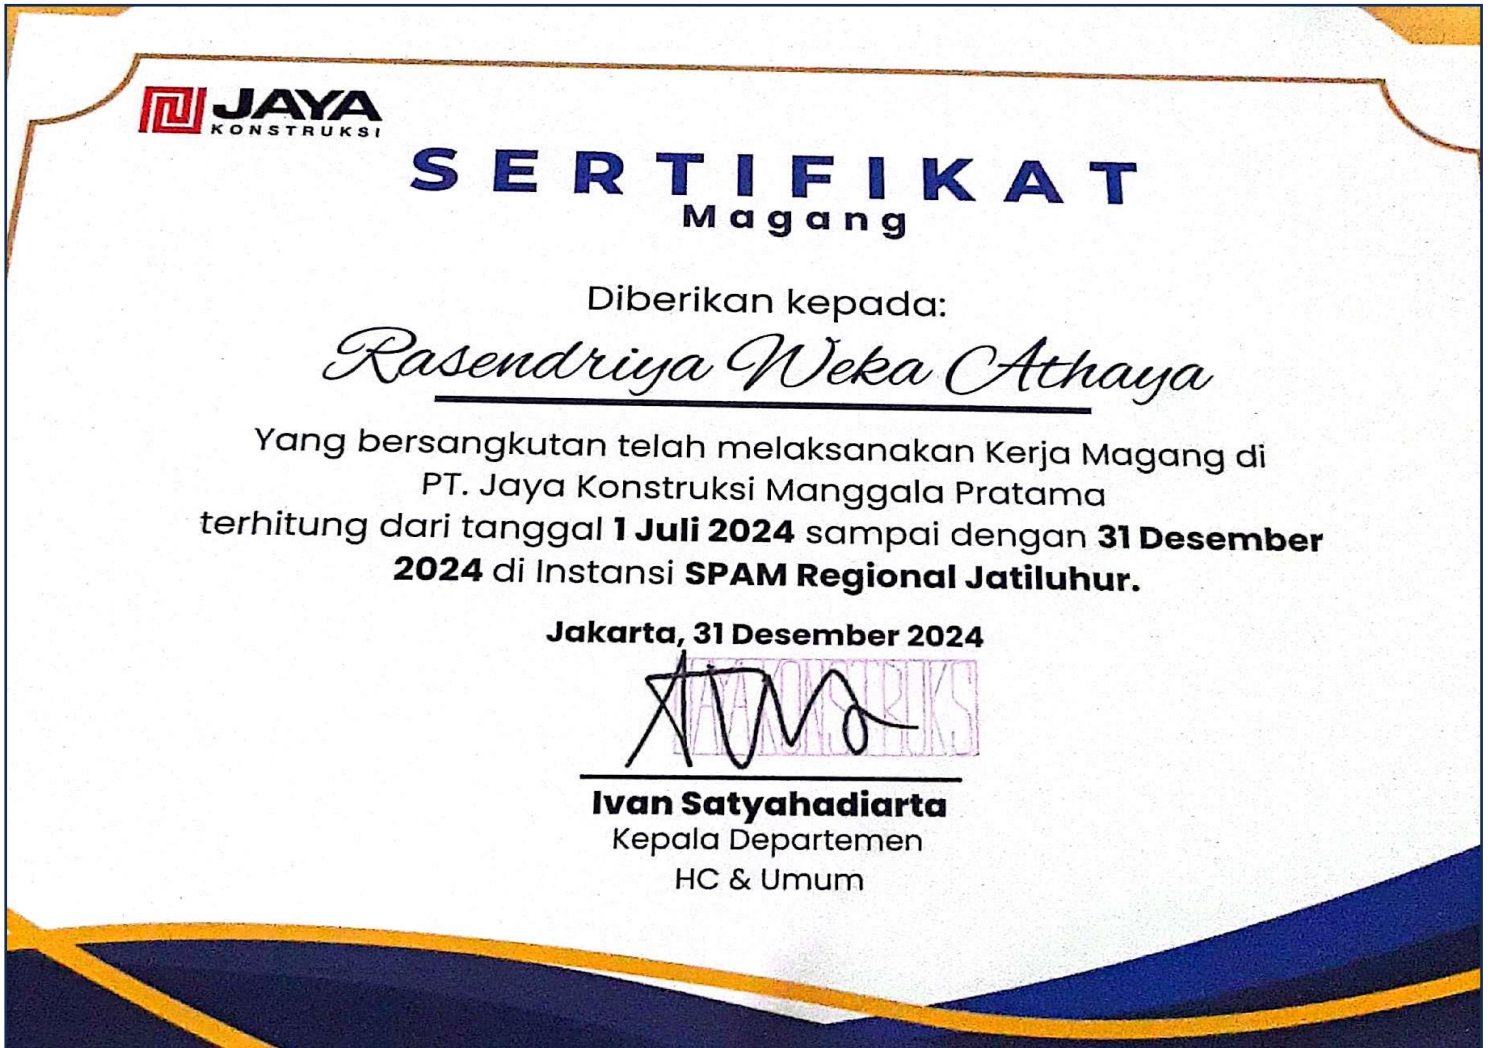 JAYA
KONSTRUKSI
SERTIFIKAT
Magang
Diberikan kepada:
Rasendriya Weka Athaya
Yang bersangkutan telah melaksanakan Kerja Magang di
PT. Jaya Konstruksi Manggala Pratama
terhitung dari tanggal 1 Juli 2024 sampai dengan 31 Desember
2024 di Instansi SPAM Regional Jatiluhur.
Jakarta, 31 Desember 2024
JAYA KONSTRUKSI
Ivan Satyahadiarta
Kepala Departemen
HC & Umum